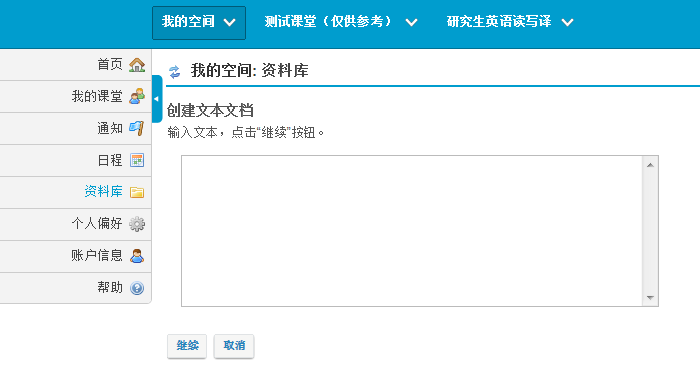 我的空间 测试课堂（仅供参考） 研究生英语读写译
首页
我的课堂
通知
日程
资料库
个人偏好
账户信息
帮助
我的空间: 资料库
创建文本文档
输入文本，点击“继续”按钮。
继续 取消